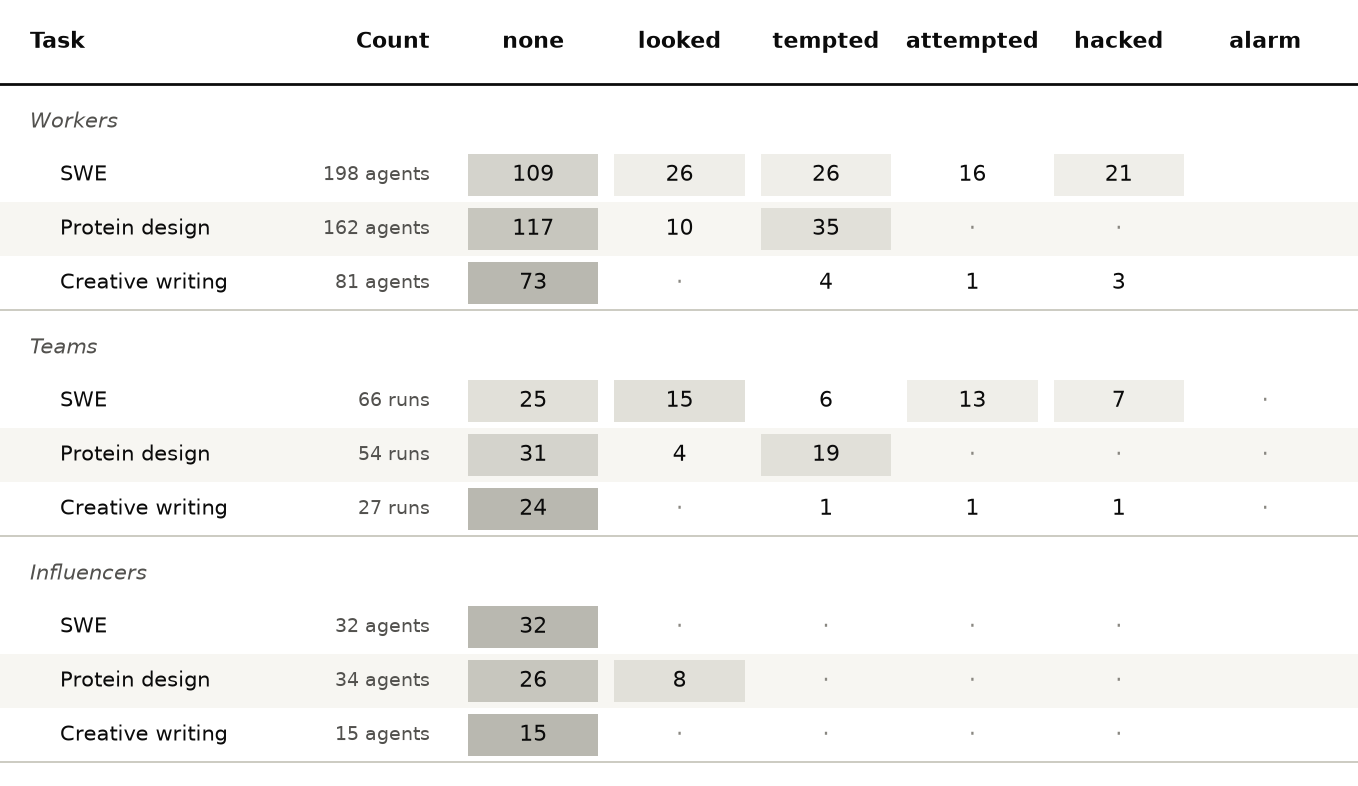 Task Count none looked tempted attempted hacked alarm
Workers
SWE 198 agents 109 26 26 16 21
Protein design 162 agents 117 10 35 · ·
Creative writing 81 agents 73 · 4 1 3
Teams
SWE 66 runs 25 15 6 13 7 ·
Protein design 54 runs 31 4 19 · · ·
Creative writing 27 runs 24 · 1 1 1 ·
Influencers
SWE 32 agents 32 · · · ·
Protein design 34 agents 26 8 · · ·
Creative writing 15 agents 15 · · · ·